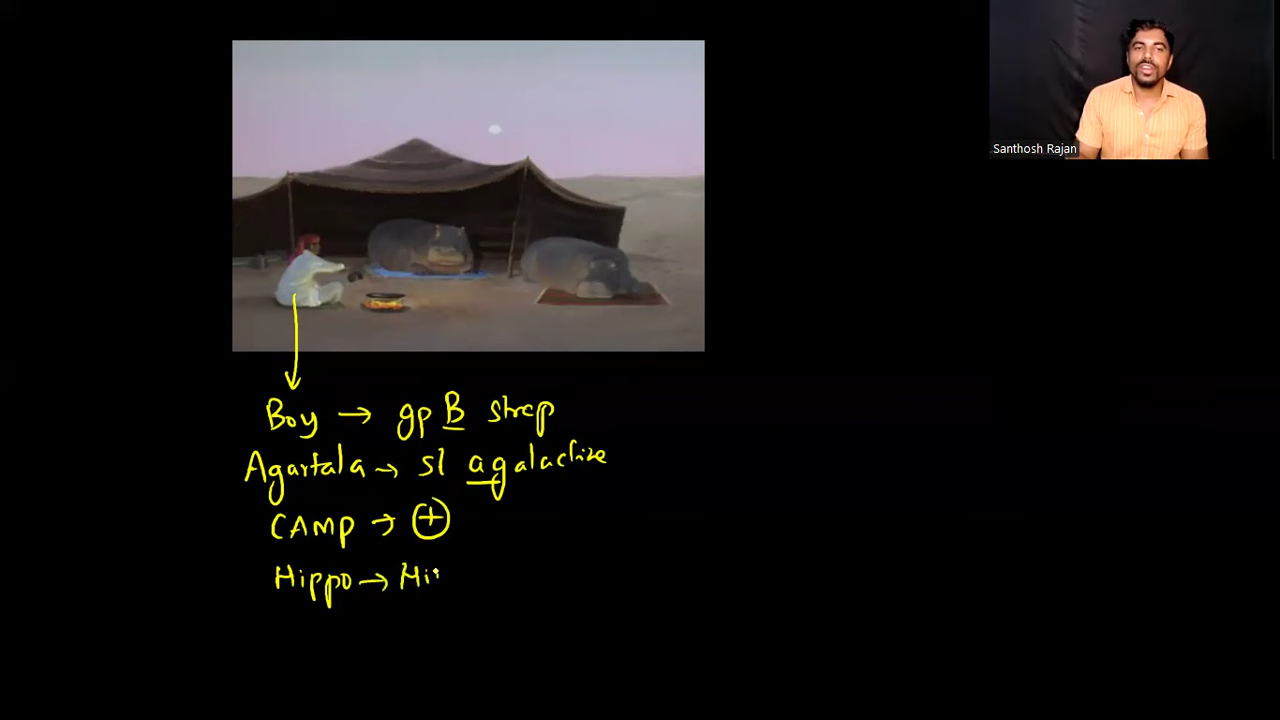 Santhosh Rajan
Boy → gp B strep
Agartala → st agalactiae
CAMP → +
Hippo → Hi